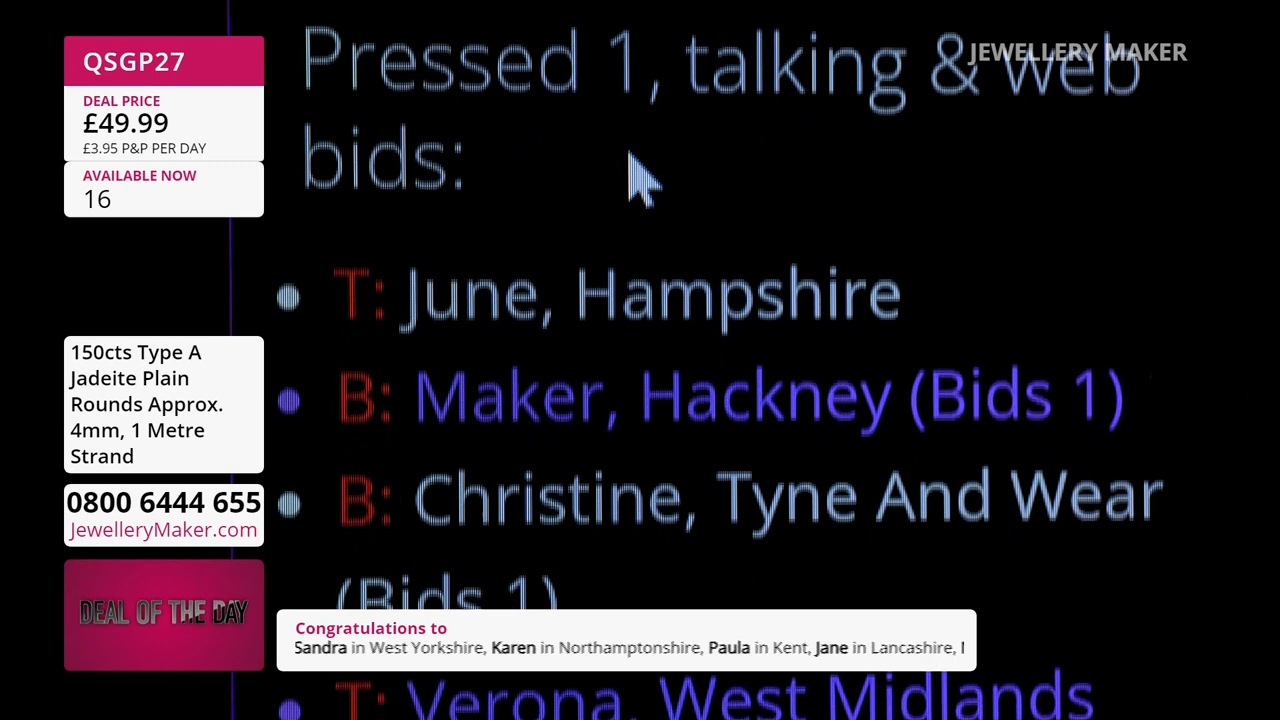 QSGP27
DEAL PRICE
£49.99
£3.95 P&P PER DAY
AVAILABLE NOW
16
150cts Type A
Jadeite Plain
Rounds Approx.
4mm, 1 Metre
Strand
0800 6444 655
JewelleryMaker.com
DEAL OF THE DAY
JEWELLERY MAKER
Pressed 1, talking & web
bids:
• T: June, Hampshire
• B: Maker, Hackney (Bids 1)
• B: Christine, Tyne And Wear
(Bids 1)
• T: Verona, West Midlands
Congratulations to
Sandra in West Yorkshire, Karen in Northamptonshire, Paula in Kent, Jane in Lancashire,